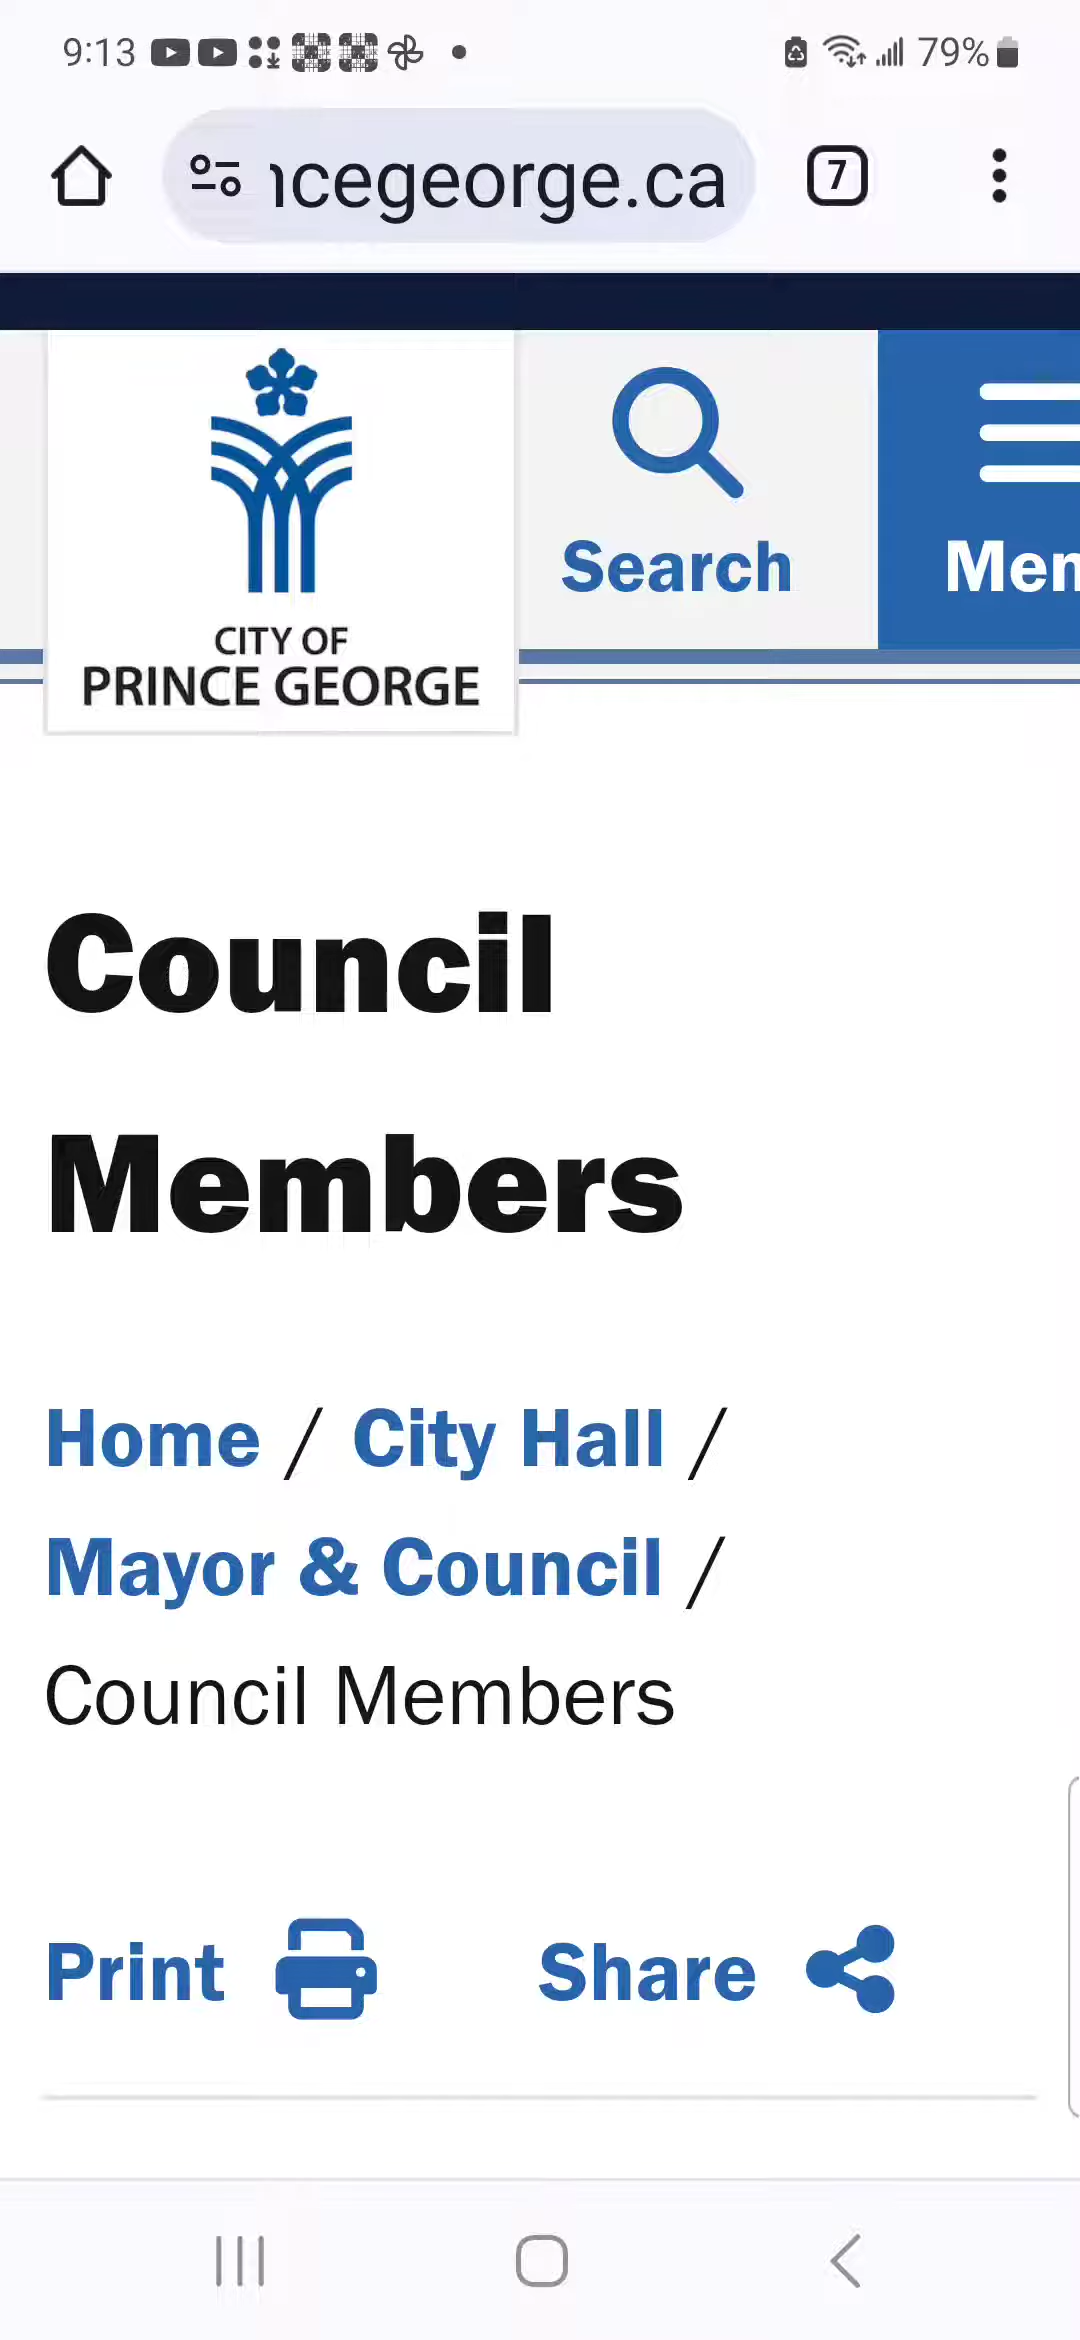 9:13
79%
ncegeorge.ca
7
CITY OF
PRINCE GEORGE
Search
Men
Council
Members
Home / City Hall /
Mayor & Council /
Council Members
Print
Share